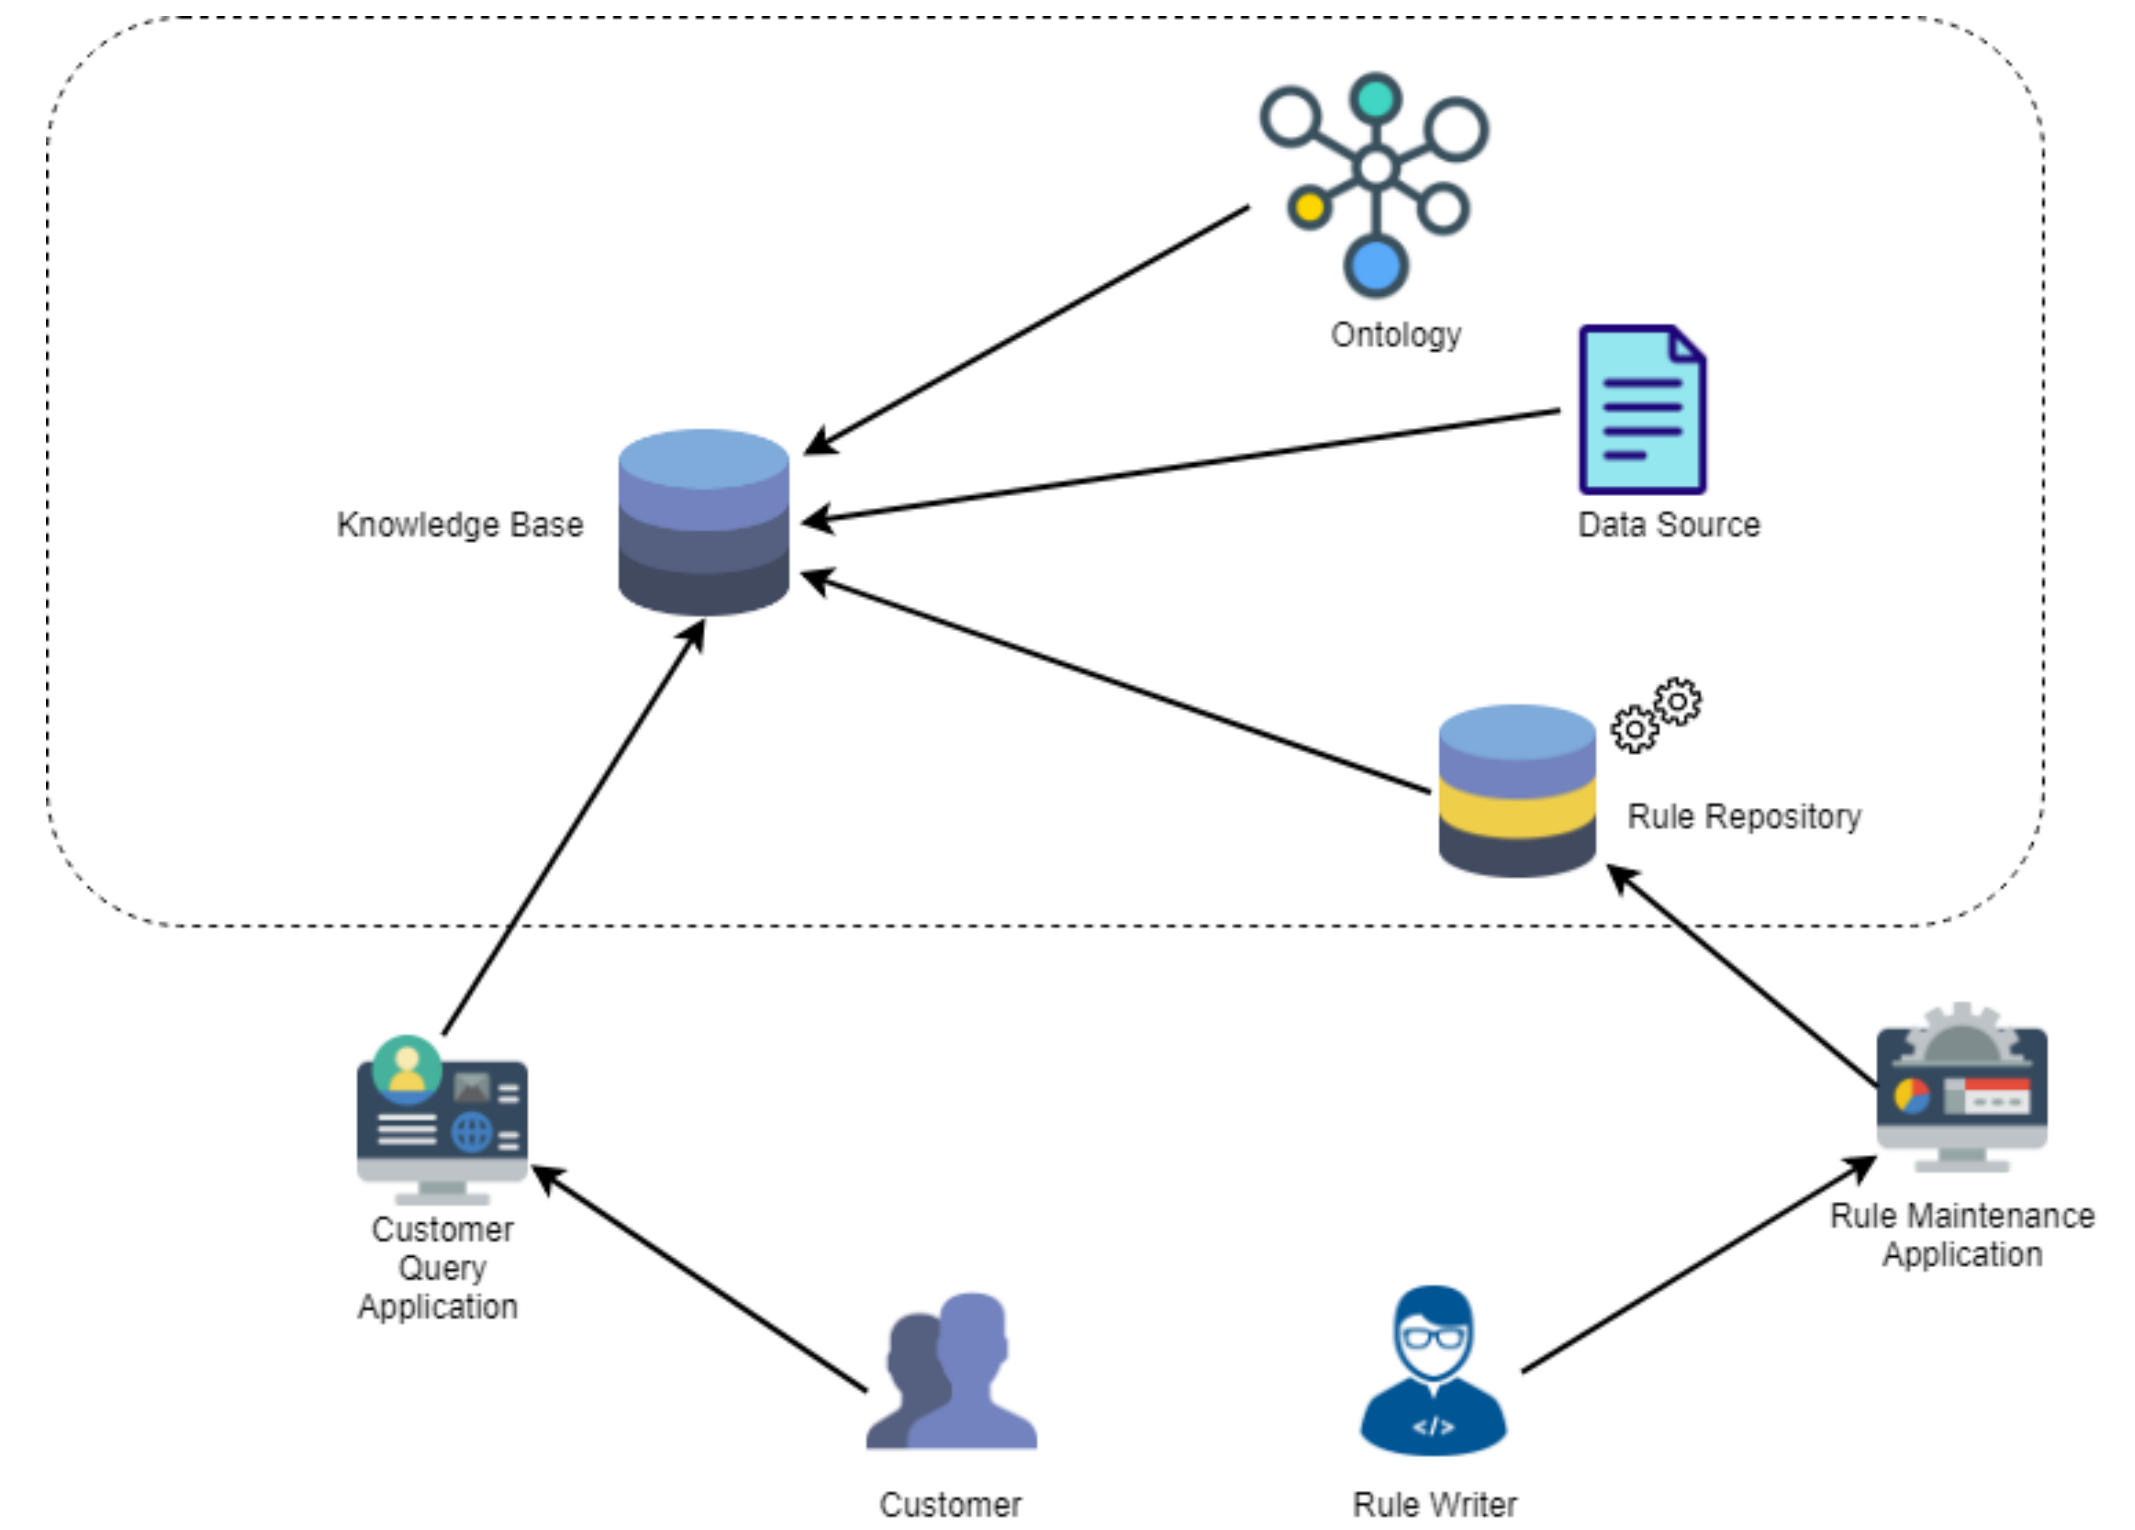 Ontology
Data Source
Knowledge Base
Rule Repository
Customer
Query
Application
Rule Maintenance
Application
</>
Customer
Rule Writer